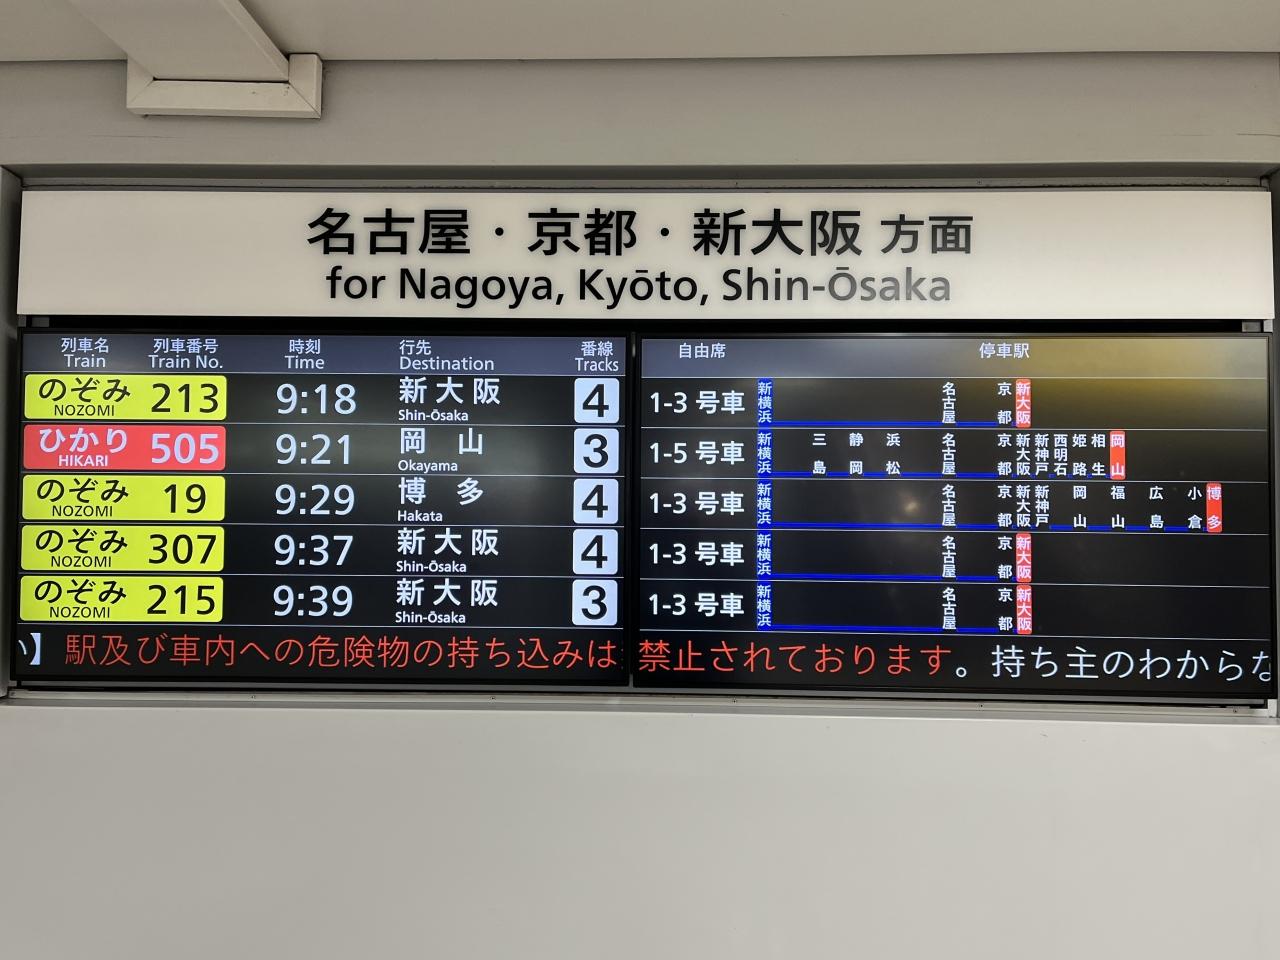 名古屋・京都・新大阪 方面
for Nagoya, Kyōto, Shin-Ōsaka
列車名 列車番号 時刻 行先 番線 自由席 停車駅
Train Train No. Time Destination Tracks
のぞみ 213 9:18 新大阪 4 1-3 号車 新横浜 名古屋 京都 新大阪
NOZOMI Shin-Ōsaka
ひかり 505 9:21 岡山 3 1-5 号車 新横浜 三島 静岡 浜松 名古屋 京都 新大阪 新神戸 西明石 姫路 相生 岡山
HIKARI Okayama
のぞみ 19 9:29 博多 4 1-3 号車 新横浜 名古屋 京都 新大阪 新神戸 岡山 福山 広島 小倉 博多
NOZOMI Hakata
のぞみ 307 9:37 新大阪 4 1-3 号車 新横浜 名古屋 京都 新大阪
NOZOMI Shin-Ōsaka
のぞみ 215 9:39 新大阪 3 1-3 号車 新横浜 名古屋 京都 新大阪
NOZOMI Shin-Ōsaka
い】 駅及び車内への危険物の持ち込みは禁止されております。持ち主のわからな